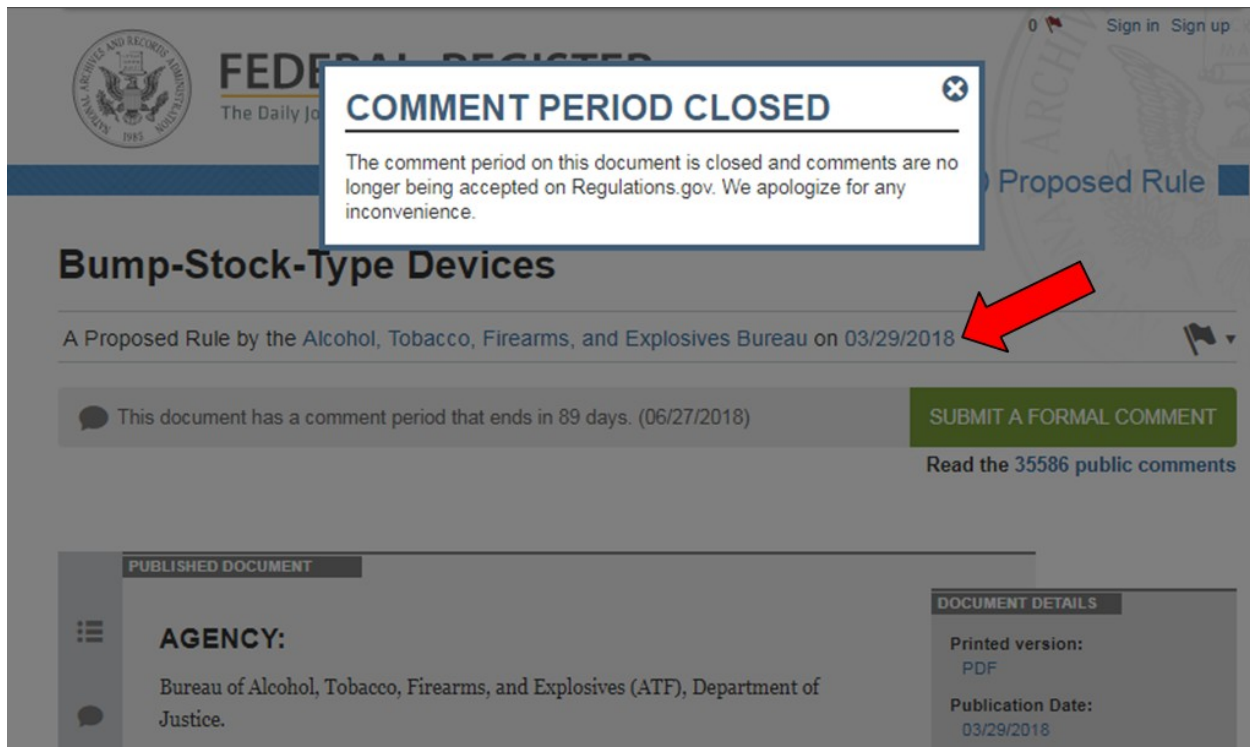 0 Sign in Sign up
FEDERAL REGISTER
The Daily Jo
COMMENT PERIOD CLOSED
The comment period on this document is closed and comments are no
longer being accepted on Regulations.gov. We apologize for any
inconvenience.
Proposed Rule
Bump-Stock-Type Devices
A Proposed Rule by the Alcohol, Tobacco, Firearms, and Explosives Bureau on 03/29/2018
This document has a comment period that ends in 89 days. (06/27/2018)
SUBMIT A FORMAL COMMENT
Read the 35586 public comments
PUBLISHED DOCUMENT
AGENCY:
Bureau of Alcohol, Tobacco, Firearms, and Explosives (ATF), Department of
Justice.
DOCUMENT DETAILS
Printed version:
PDF
Publication Date:
03/29/2018